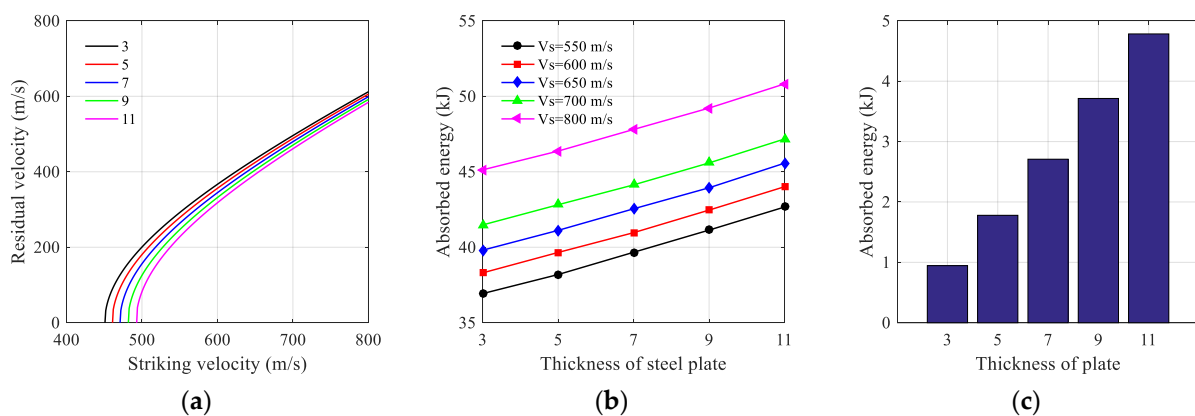 800
600
400
200
0
Residual velocity (m/s)
3
5
7
9
11
400 500 600 700 800
Striking velocity (m/s)
(a)
55
50
45
40
35
Absorbed energy (kJ)
Vs=550 m/s
Vs=600 m/s
Vs=650 m/s
Vs=700 m/s
Vs=800 m/s
3 5 7 9 11
Thickness of steel plate
(b)
5
4
3
2
1
0
Absorbed energy (kJ)
3 5 7 9 11
Thickness of plate
(c)